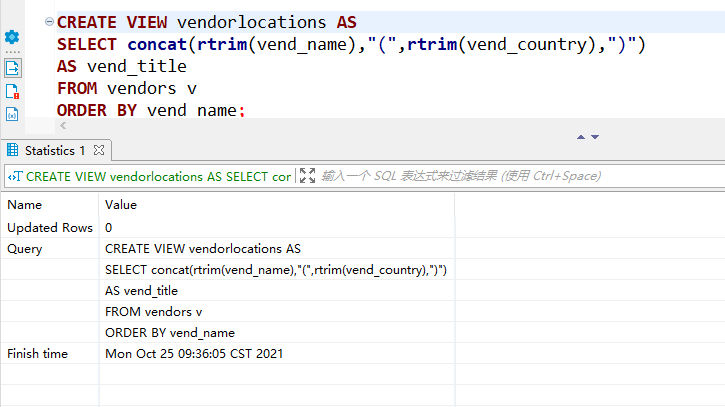 CREATE VIEW vendorlocations AS
SELECT concat(rtrim(vend_name),"(",rtrim(vend_country),")")
AS vend_title
FROM vendors v
ORDER BY vend_name;
Statistics 1
CREATE VIEW vendorlocations AS SELECT cor 输入一个 SQL 表达式来过滤结果 (使用 Ctrl+Space)
Name Value
Updated Rows 0
Query CREATE VIEW vendorlocations AS
SELECT concat(rtrim(vend_name),"(",rtrim(vend_country),")")
AS vend_title
FROM vendors v
ORDER BY vend_name
Finish time Mon Oct 25 09:36:05 CST 2021